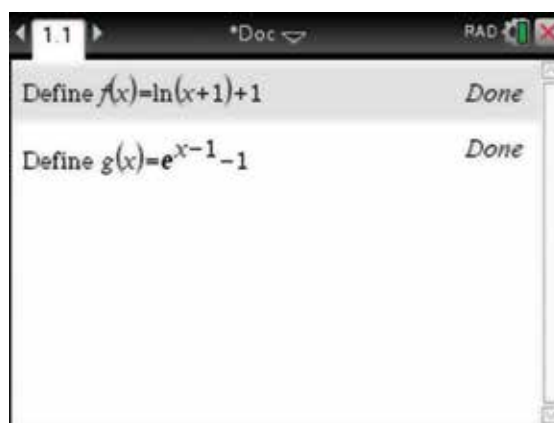 1.1 *Doc RAD
Define f(x)=ln(x+1)+1 Done
Define g(x)=e^x-1 -1 Done